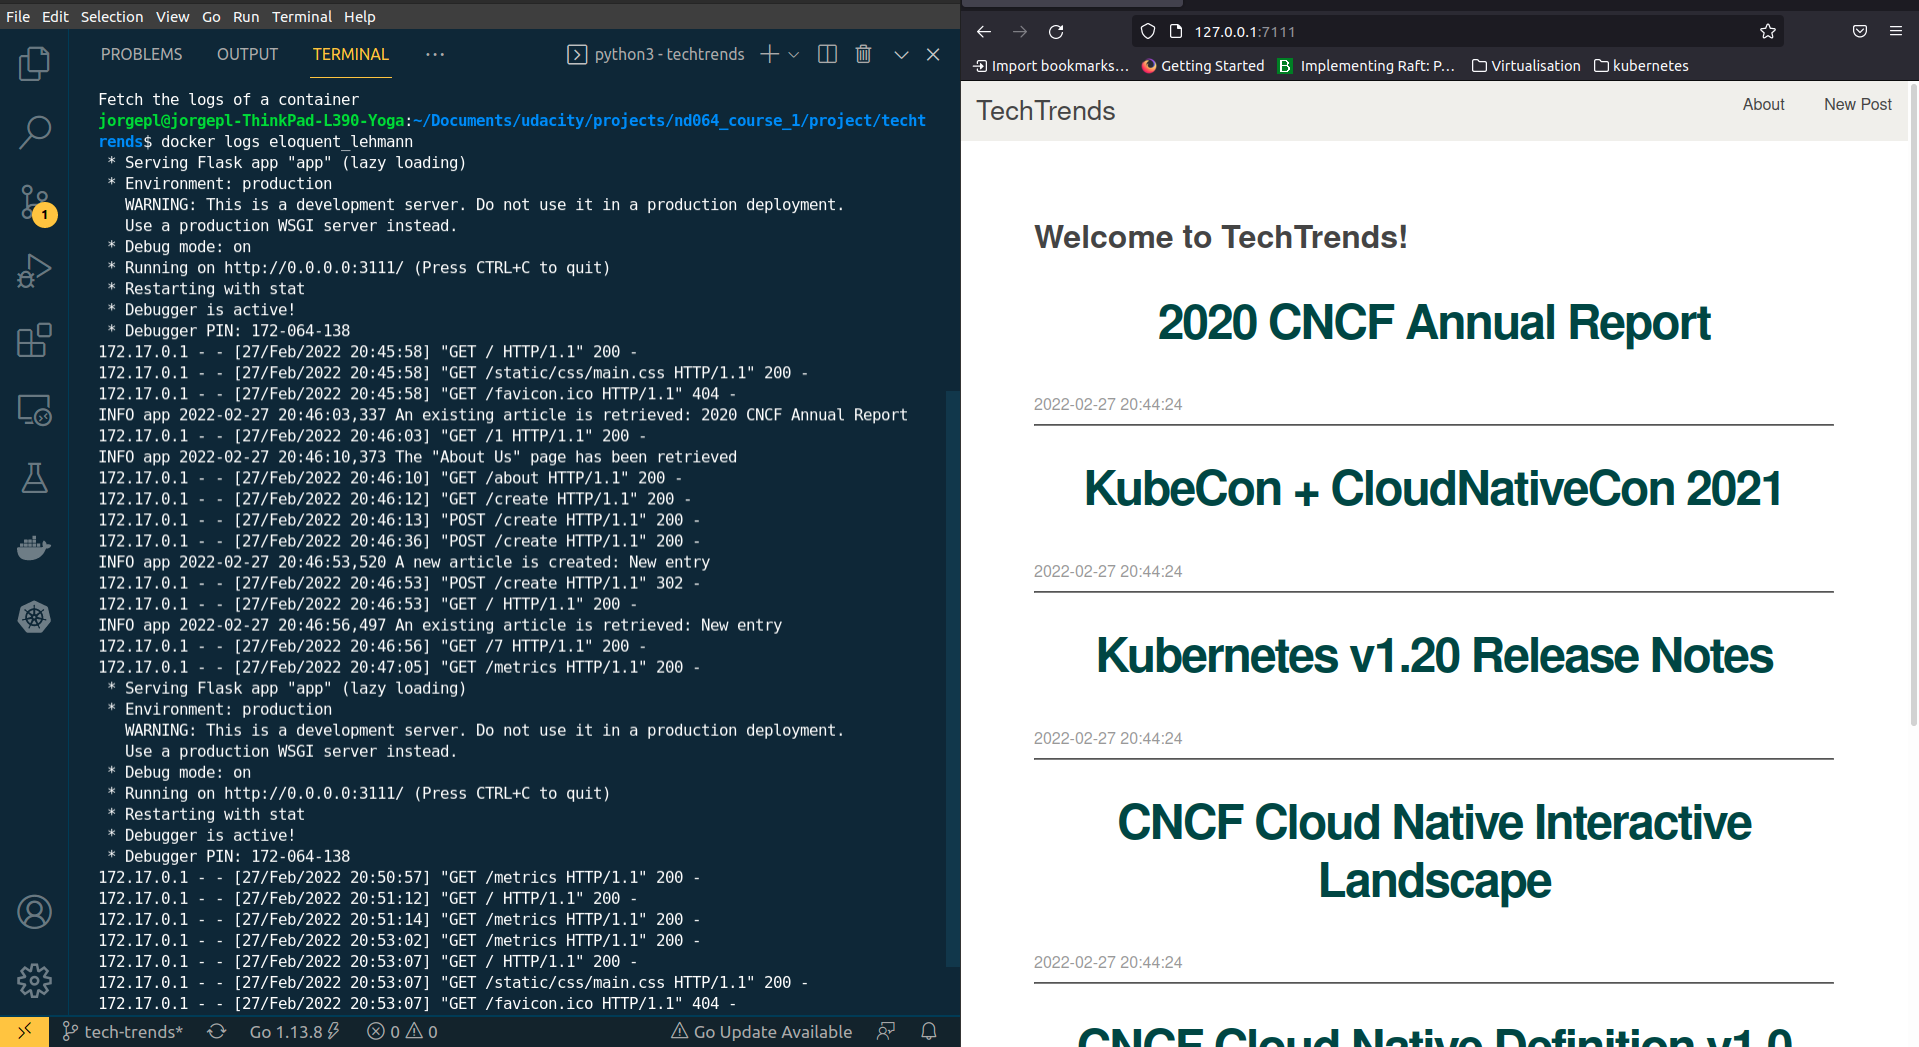 File Edit Selection View Go Run Terminal Help
PROBLEMS OUTPUT TERMINAL ··· python3 - techtrends
Fetch the logs of a container
jorgepl@jorgepl-ThinkPad-L390-Yoga:~/Documents/udacity/projects/nd064_course_1/project/techt
rends$ docker logs eloquent_lehmann
* Serving Flask app "app" (lazy loading)
* Environment: production
WARNING: This is a development server. Do not use it in a production deployment.
Use a production WSGI server instead.
* Debug mode: on
* Running on http://0.0.0.0:3111/ (Press CTRL+C to quit)
* Restarting with stat
* Debugger is active!
* Debugger PIN: 172-064-138
172.17.0.1 - - [27/Feb/2022 20:45:58] "GET / HTTP/1.1" 200 -
172.17.0.1 - - [27/Feb/2022 20:45:58] "GET /static/css/main.css HTTP/1.1" 200 -
172.17.0.1 - - [27/Feb/2022 20:45:58] "GET /favicon.ico HTTP/1.1" 404 -
INFO app 2022-02-27 20:46:03,337 An existing article is retrieved: 2020 CNCF Annual Report
172.17.0.1 - - [27/Feb/2022 20:46:03] "GET /1 HTTP/1.1" 200 -
INFO app 2022-02-27 20:46:10,373 The "About Us" page has been retrieved
172.17.0.1 - - [27/Feb/2022 20:46:10] "GET /about HTTP/1.1" 200 -
172.17.0.1 - - [27/Feb/2022 20:46:12] "GET /create HTTP/1.1" 200 -
172.17.0.1 - - [27/Feb/2022 20:46:13] "POST /create HTTP/1.1" 200 -
172.17.0.1 - - [27/Feb/2022 20:46:36] "POST /create HTTP/1.1" 200 -
INFO app 2022-02-27 20:46:53,520 A new article is created: New entry
172.17.0.1 - - [27/Feb/2022 20:46:53] "POST /create HTTP/1.1" 302 -
172.17.0.1 - - [27/Feb/2022 20:46:53] "GET / HTTP/1.1" 200 -
INFO app 2022-02-27 20:46:56,497 An existing article is retrieved: New entry
172.17.0.1 - - [27/Feb/2022 20:46:56] "GET /7 HTTP/1.1" 200 -
172.17.0.1 - - [27/Feb/2022 20:47:05] "GET /metrics HTTP/1.1" 200 -
* Serving Flask app "app" (lazy loading)
* Environment: production
WARNING: This is a development server. Do not use it in a production deployment.
Use a production WSGI server instead.
* Debug mode: on
* Running on http://0.0.0.0:3111/ (Press CTRL+C to quit)
* Restarting with stat
* Debugger is active!
* Debugger PIN: 172-064-138
172.17.0.1 - - [27/Feb/2022 20:50:57] "GET /metrics HTTP/1.1" 200 -
172.17.0.1 - - [27/Feb/2022 20:51:12] "GET / HTTP/1.1" 200 -
172.17.0.1 - - [27/Feb/2022 20:51:14] "GET /metrics HTTP/1.1" 200 -
172.17.0.1 - - [27/Feb/2022 20:53:02] "GET /metrics HTTP/1.1" 200 -
172.17.0.1 - - [27/Feb/2022 20:53:07] "GET / HTTP/1.1" 200 -
172.17.0.1 - - [27/Feb/2022 20:53:07] "GET /static/css/main.css HTTP/1.1" 200 -
172.17.0.1 - - [27/Feb/2022 20:53:07] "GET /favicon.ico HTTP/1.1" 404 -
1
tech-trends* Go 1.13.8 0 0 Go Update Available
127.0.0.1:7111
Import bookmarks... Getting Started B Implementing Raft: P... Virtualisation kubernetes
TechTrends About New Post
Welcome to TechTrends!
2020 CNCF Annual Report
2022-02-27 20:44:24
KubeCon + CloudNativeCon 2021
2022-02-27 20:44:24
Kubernetes v1.20 Release Notes
2022-02-27 20:44:24
CNCF Cloud Native Interactive
Landscape
2022-02-27 20:44:24
CNCF Cloud Native Definition v1.0